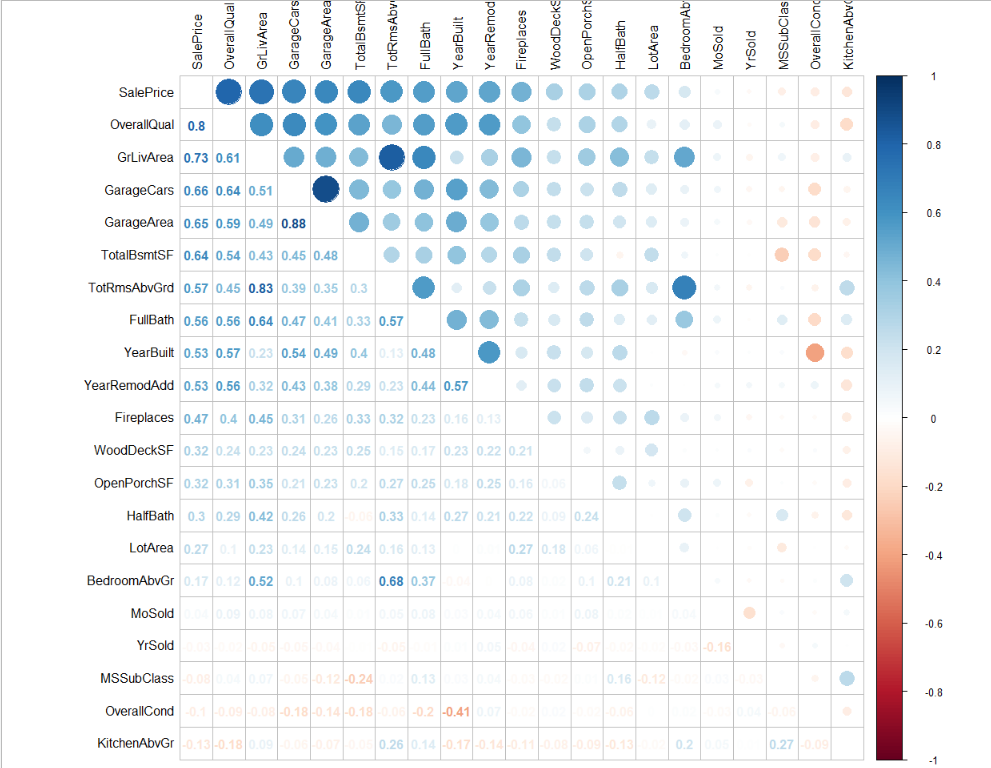 SalePrice OverallQual GrLivArea GarageCars GarageArea TotalBsmtSF TotRmsAbv FullBath YearBuilt YearRemod Fireplaces WoodDeckS OpenPorchS HalfBath LotArea BedroomAb MoSold YrSold MSSubClas OverallCond KitchenAbv
SalePrice 1
OverallQual 0.8
GrLivArea 0.73 0.61 0.8
GarageCars 0.66 0.64 0.51
GarageArea 0.65 0.59 0.49 0.88 0.6
TotalBsmtSF 0.64 0.54 0.43 0.45 0.48
TotRmsAbvGrd 0.57 0.45 0.83 0.39 0.35 0.3 0.4
FullBath 0.56 0.56 0.64 0.47 0.41 0.33 0.57
YearBuilt 0.53 0.57 0.23 0.54 0.49 0.4 0.13 0.48 0.2
YearRemodAdd 0.53 0.56 0.32 0.43 0.38 0.29 0.23 0.44 0.57
Fireplaces 0.47 0.4 0.45 0.31 0.26 0.33 0.32 0.23 0.16 0.13 0
WoodDeckSF 0.32 0.24 0.23 0.24 0.23 0.25 0.16 0.17 0.23 0.22 0.21
OpenPorchSF 0.32 0.31 0.35 0.21 0.23 0.2 0.27 0.25 0.18 0.25 0.16 -0.2
HalfBath 0.3 0.29 0.42 0.26 0.2 0.33 0.14 0.27 0.21 0.22 0.09 0.24
LotArea 0.27 0.1 0.23 0.14 0.15 0.24 0.16 0.13 0.27 0.18 -0.4
BedroomAbvGr 0.17 0.12 0.52 0.1 0.08 0.68 0.37 0.08 0.1 0.21 0.1
MoSold 0.09 0.08 0.07 0.08 -0.6
YrSold 0.05 -0.07 -0.16
MSSubClass -0.08 0.07 -0.12 -0.24 0.13 0.16 -0.12 -0.8
OverallCond -0.1 -0.09 -0.08 -0.18 -0.14 -0.18 -0.2 -0.41 0.07
KitchenAbvGr -0.13 -0.18 0.09 0.26 0.14 -0.17 -0.14 -0.11 -0.08 -0.09 -0.13 0.2 0.27 -0.09
-1